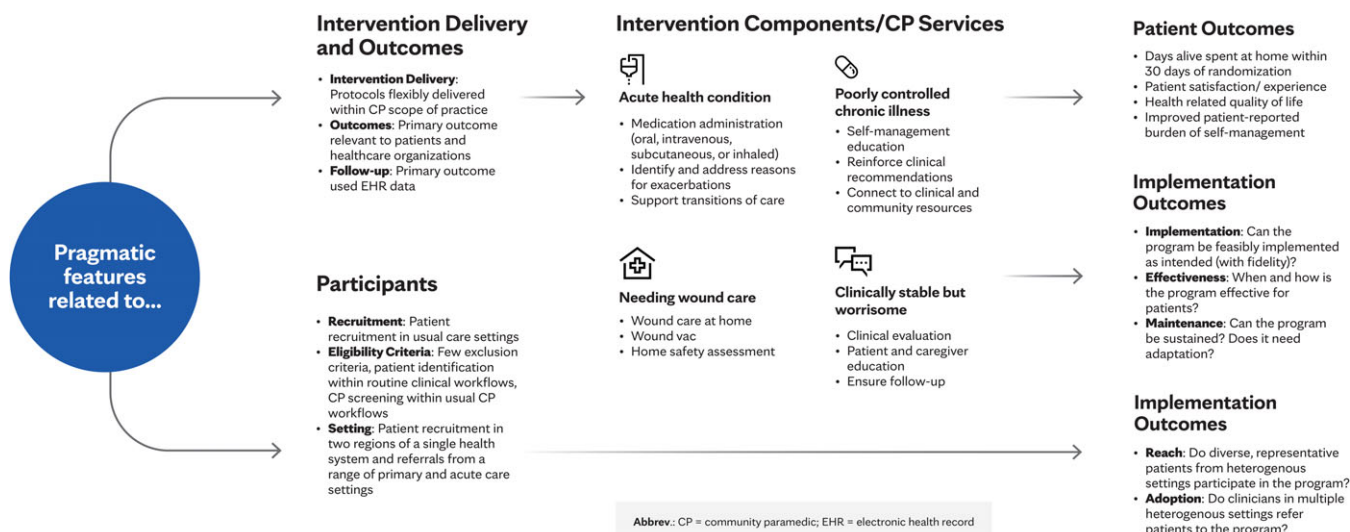 Pragmatic
features
related to...
Intervention Delivery
and Outcomes
• Intervention Delivery:
Protocols flexibly delivered
within CP scope of practice
• Outcomes: Primary outcome
relevant to patients and
healthcare organizations
• Follow-up: Primary outcome
used EHR data
Participants
• Recruitment: Patient
recruitment in usual care settings
• Eligibility Criteria: Few exclusion
criteria, patient identification
within routine clinical workflows,
CP screening within usual CP
workflows
• Setting: Patient recruitment in
two regions of a single health
system and referrals from a
range of primary and acute care
settings
Intervention Components/CP Services
Acute health condition
• Medication administration
(oral, intravenous,
subcutaneous, or inhaled)
• Identify and address reasons
for exacerbations
• Support transitions of care
Poorly controlled
chronic illness
• Self-management
education
• Reinforce clinical
recommendations
• Connect to clinical and
community resources
Needing wound care
• Wound care at home
• Wound vac
• Home safety assessment
Clinically stable but
worrisome
• Clinical evaluation
• Patient and caregiver
education
• Ensure follow-up
Patient Outcomes
• Days alive spent at home within
30 days of randomization
• Patient satisfaction/ experience
• Health related quality of life
• Improved patient-reported
burden of self-management
Implementation
Outcomes
• Implementation: Can the
program be feasibly implemented
as intended (with fidelity)?
• Effectiveness: When and how is
the program effective for
patients?
• Maintenance: Can the program
be sustained? Does it need
adaptation?
Implementation
Outcomes
• Reach: Do diverse, representative
patients from heterogenous
settings participate in the program?
• Adoption: Do clinicians in multiple
heterogenous settings refer
patients to the program?
Abbrev.: CP = community paramedic; EHR = electronic health record